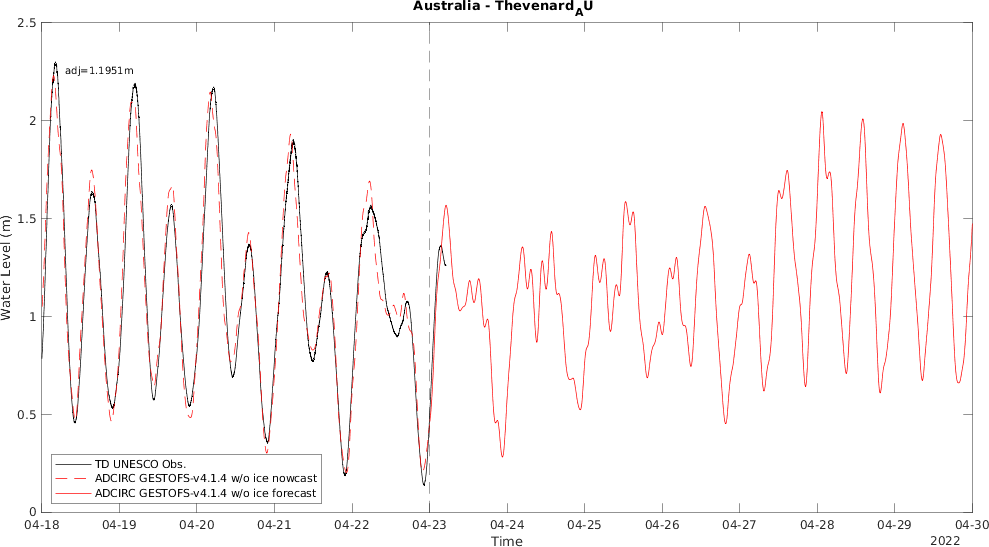 Australia - Thevenard_AU
adj=1.1951m
2.5
2
1.5
1
0.5
0
Water Level (m)
TD UNESCO Obs.
ADCIRC GESTOFS-v4.1.4 w/o ice nowcast
ADCIRC GESTOFS-v4.1.4 w/o ice forecast
04-18 04-19 04-20 04-21 04-22 04-23 04-24 04-25 04-26 04-27 04-28 04-29 04-30
Time
2022